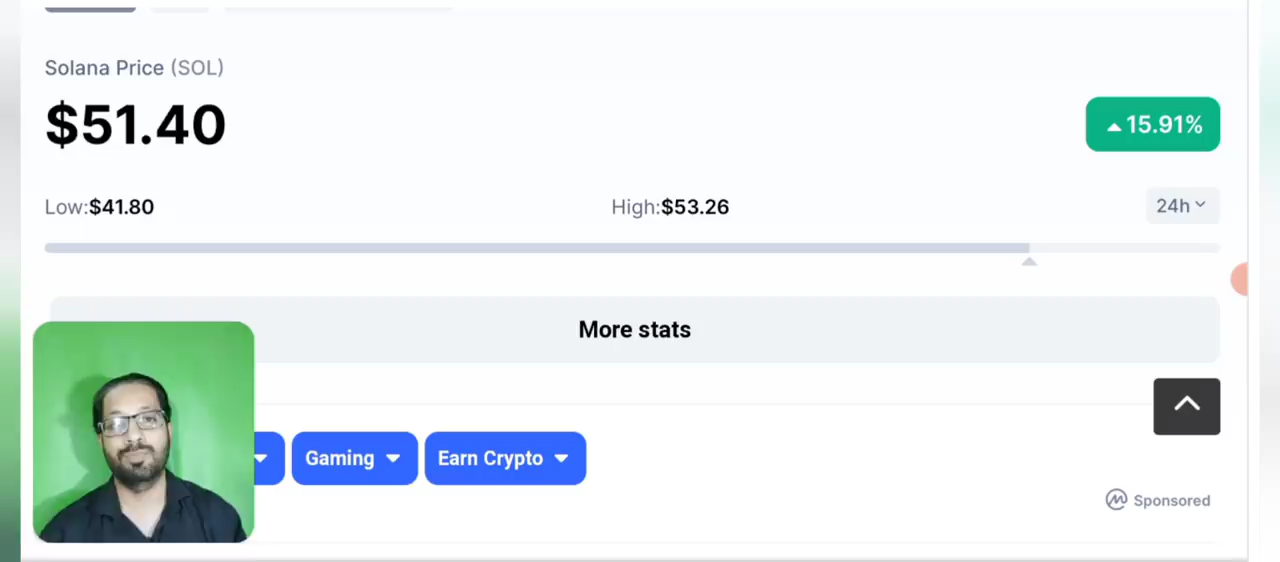 Solana Price (SOL)
$51.40
15.91%
Low:$41.80
High:$53.26
24h
More stats
Gaming
Earn Crypto
Sponsored